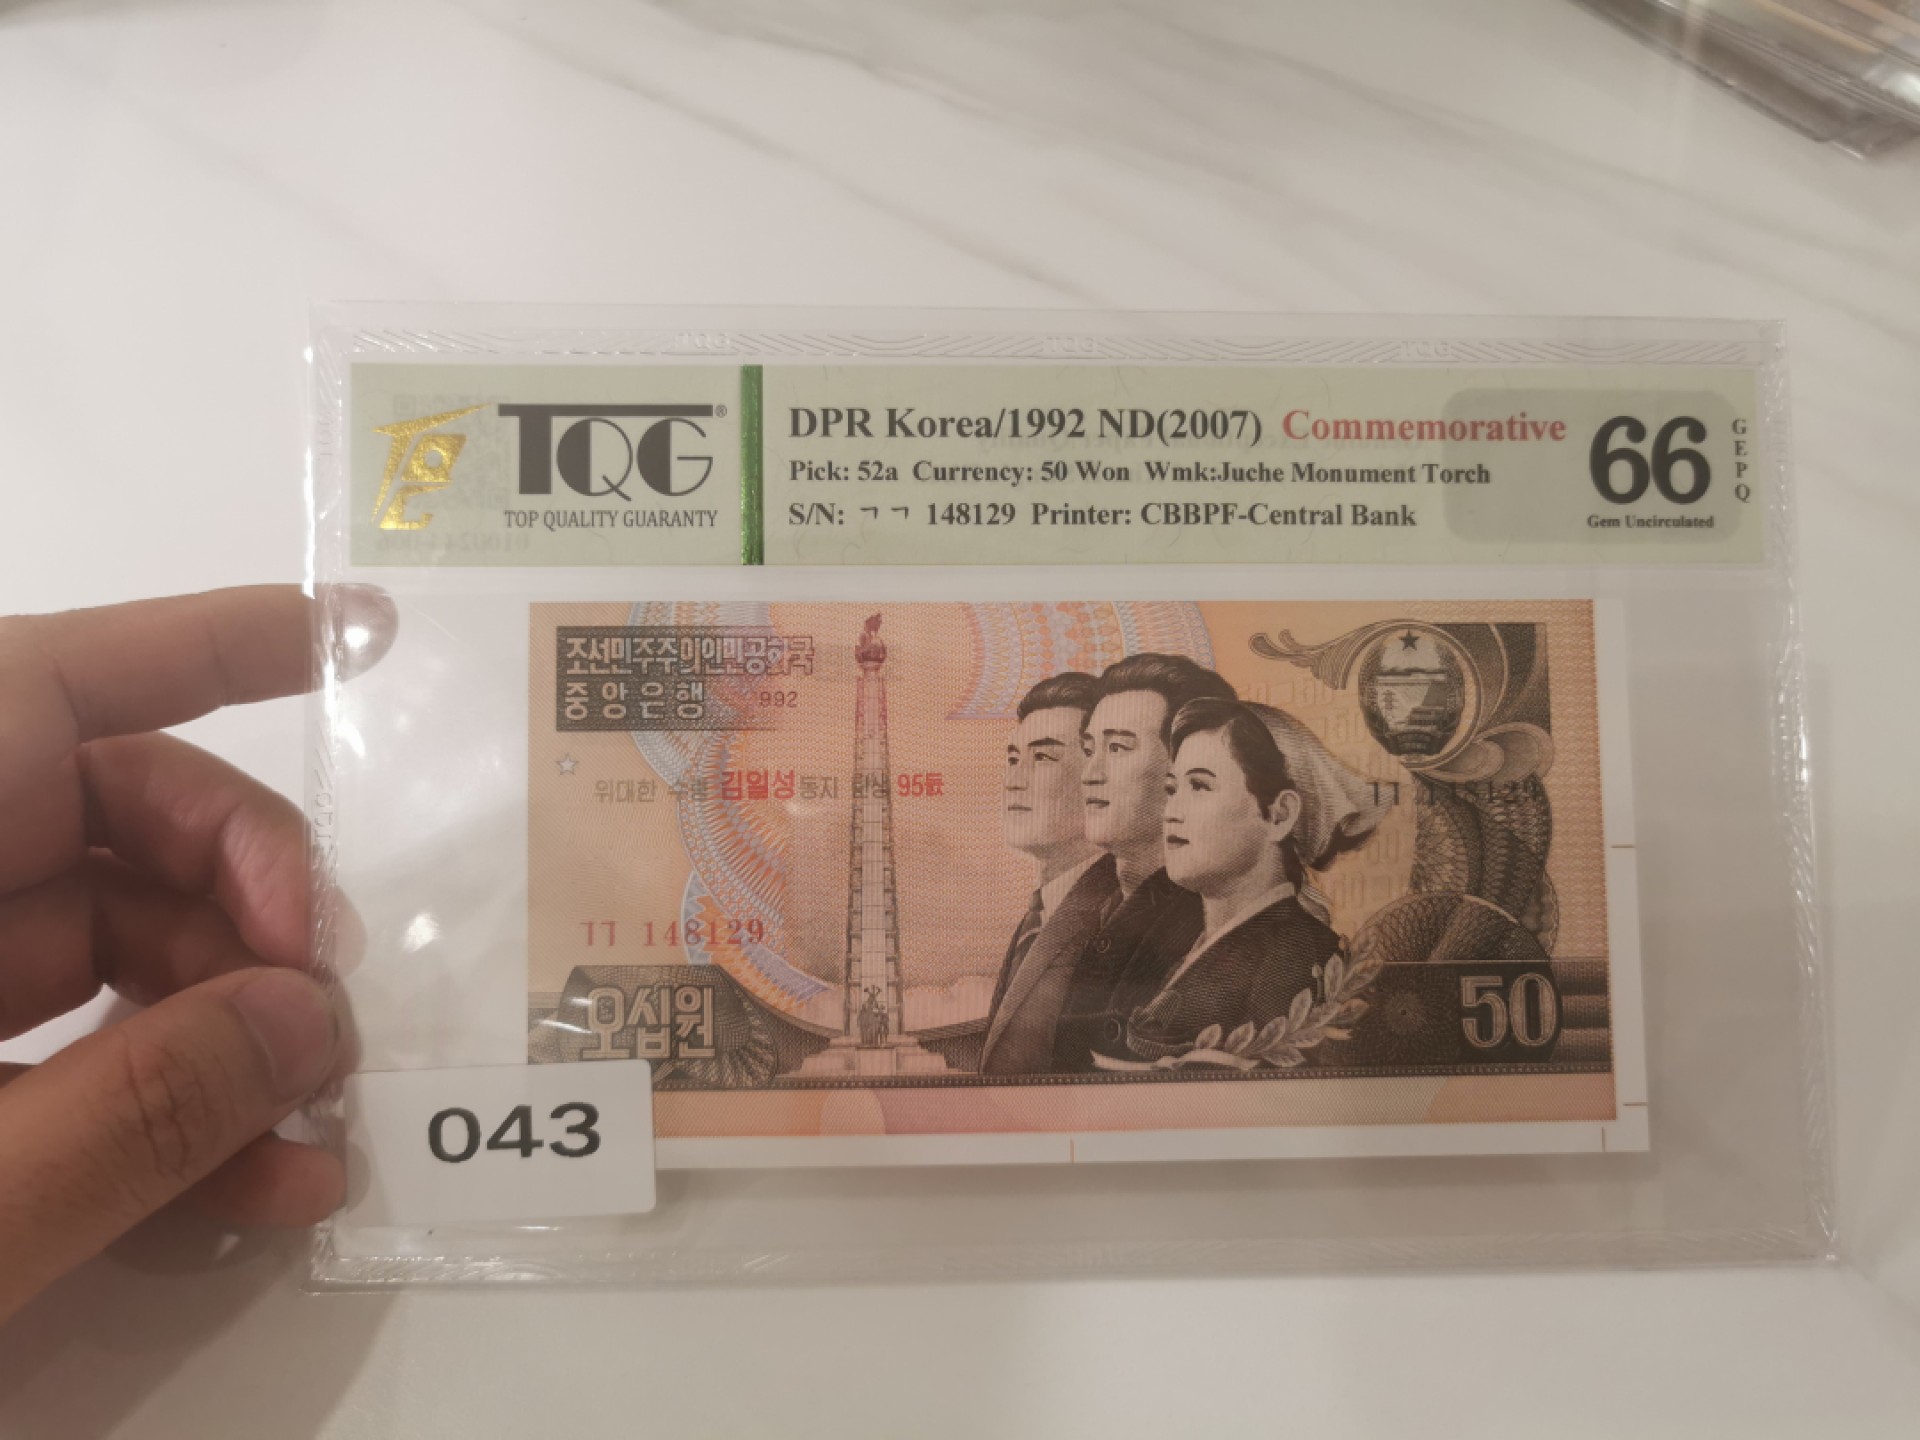 TQG®
TOP QUALITY GUARANTY
DPR Korea/1992 ND(2007) Commemorative
Pick: 52a Currency: 50 Won Wmk:Juche Monument Torch
S/N: ㄱㄱ 148129 Printer: CBBPF-Central Bank
66
GEPQ
Gem Uncirculated
조선민주주의인민공화국
중앙은행
1992
위대한 김일성동지 탄생 95돐
ㄱㄱ 148129
ㄱㄱ 148129
오십원
50
043